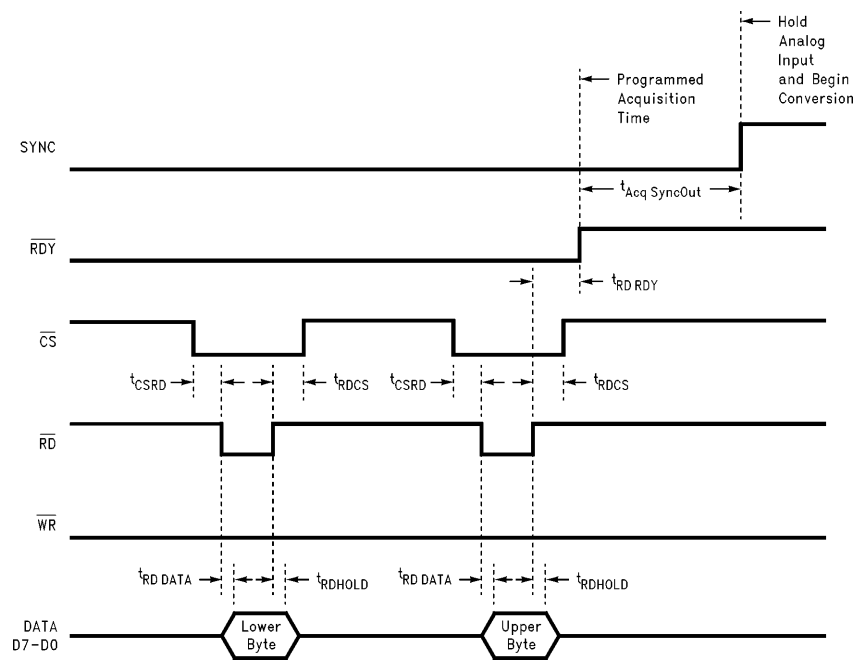 Hold
Analog
Input
and Begin
Conversion
Programmed
Acquisition
Time
SYNC
tAcq SyncOut
RDY
tRD RDY
CS
tCSRD
tRDCS
tCSRD
tRDCS
RD
WR
tRD DATA
tRDHOLD
tRD DATA
tRDHOLD
DATA
D7-D0
Lower
Byte
Upper
Byte